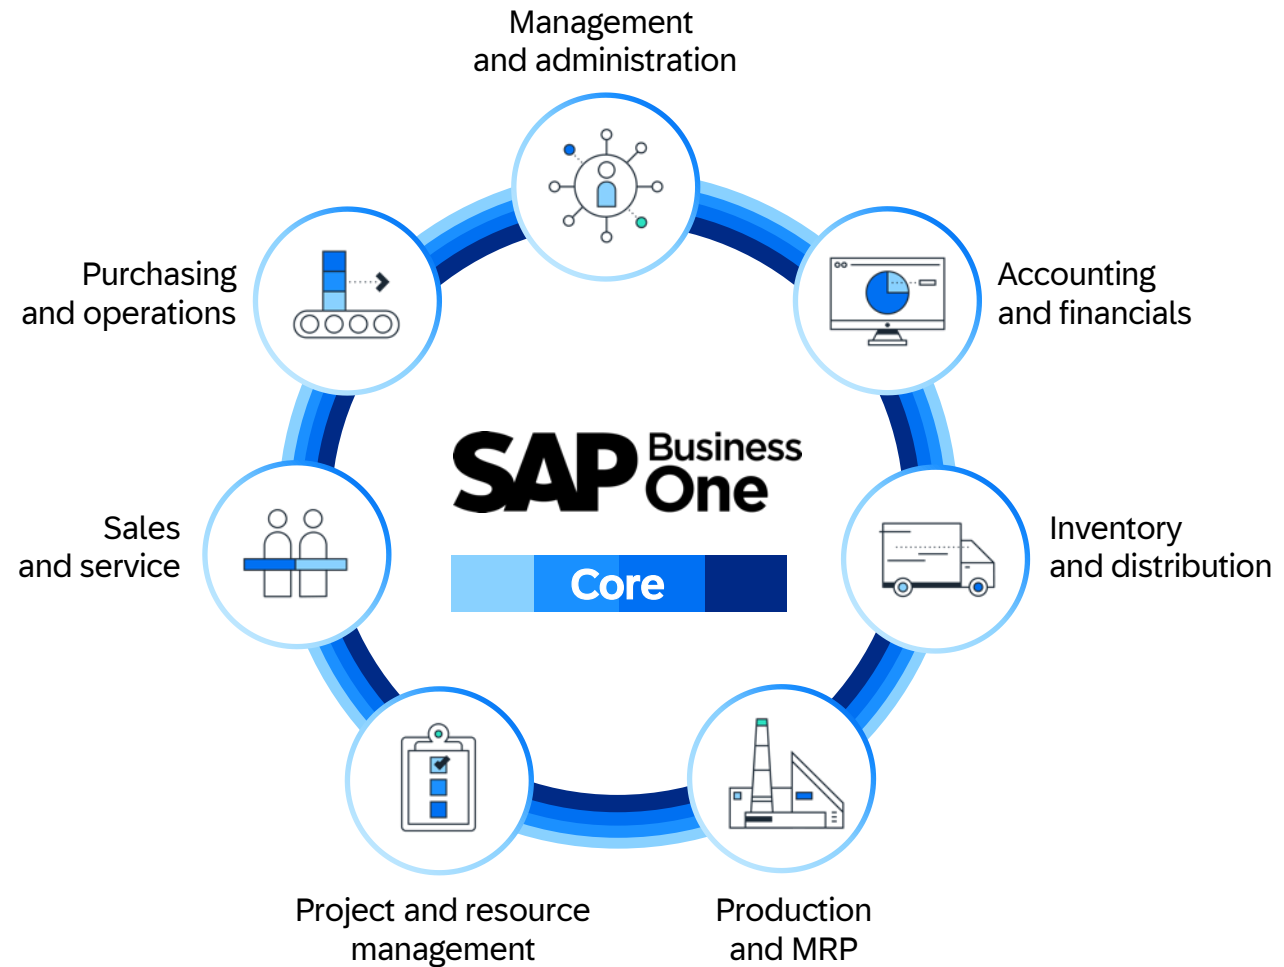 Management
and administration
Accounting
and financials
Inventory
and distribution
Production
and MRP
Project and resource
management
Sales
and service
Purchasing
and operations
SAP Business
One
Core